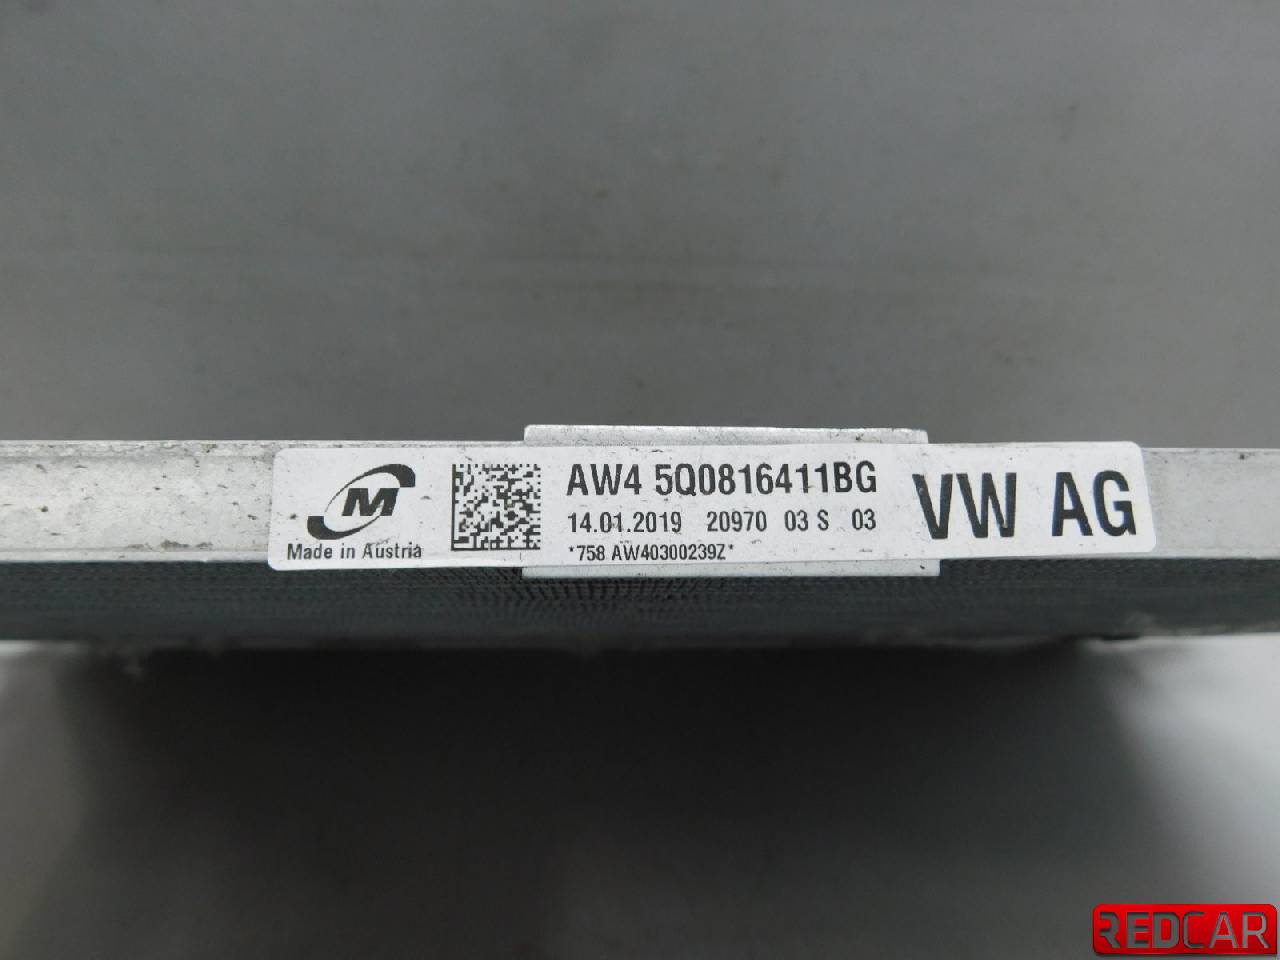 M
Made in Austria
AW4 5Q0816411BG
14.01.2019 20970 03 S 03
*758 AW40300239Z*
VW AG
REDCAR